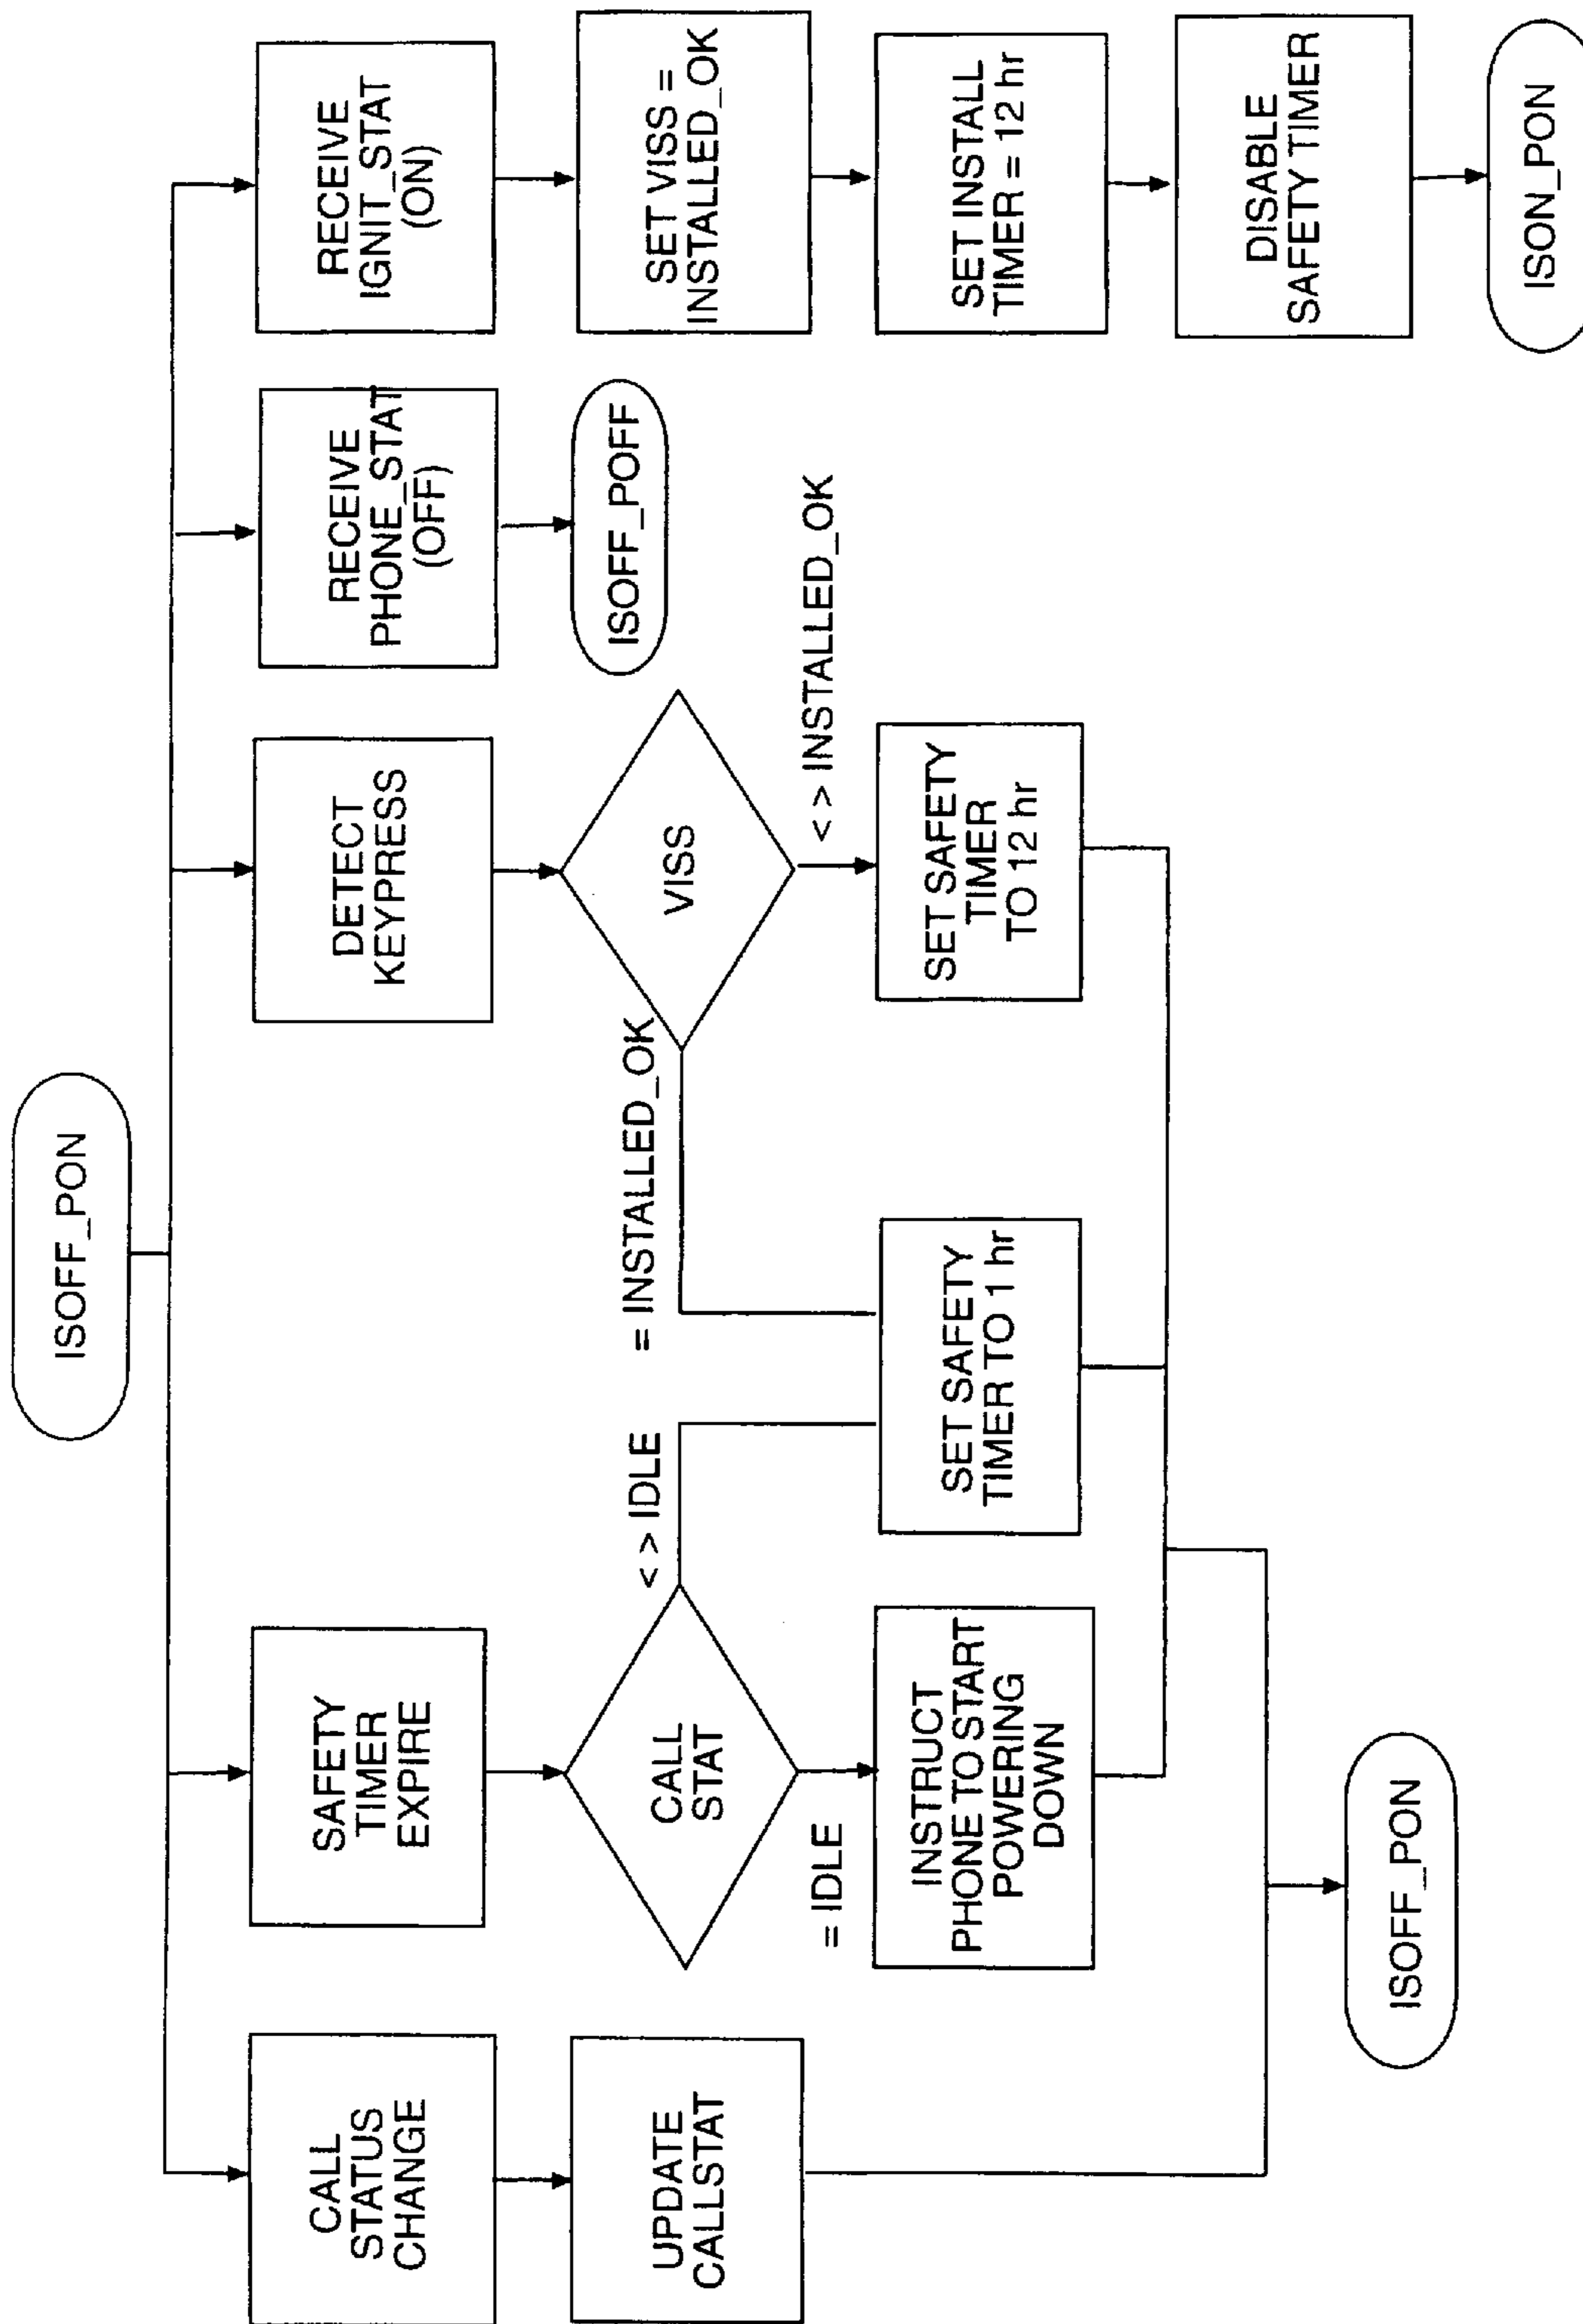 ISOFF_PON
CALL
STATUS
CHANGE
UPDATE
CALLSTAT
SAFETY
TIMER
EXPIRE
CALL
STAT
< > IDLE
= IDLE
INSTRUCT
PHONE TO START
POWERING
DOWN
DETECT
KEYPRESS
VISS
= INSTALLED_OK
< > INSTALLED_OK
SET SAFETY
TIMER TO 1 hr
SET SAFETY
TIMER
TO 12 hr
ISOFF_PON
RECEIVE
PHONE_STAT
(OFF)
ISOFF_POFF
RECEIVE
IGNIT_STAT
(ON)
SET VISS =
INSTALLED_OK
SET INSTALL
TIMER = 12 hr
DISABLE
SAFETY TIMER
ISON_PON